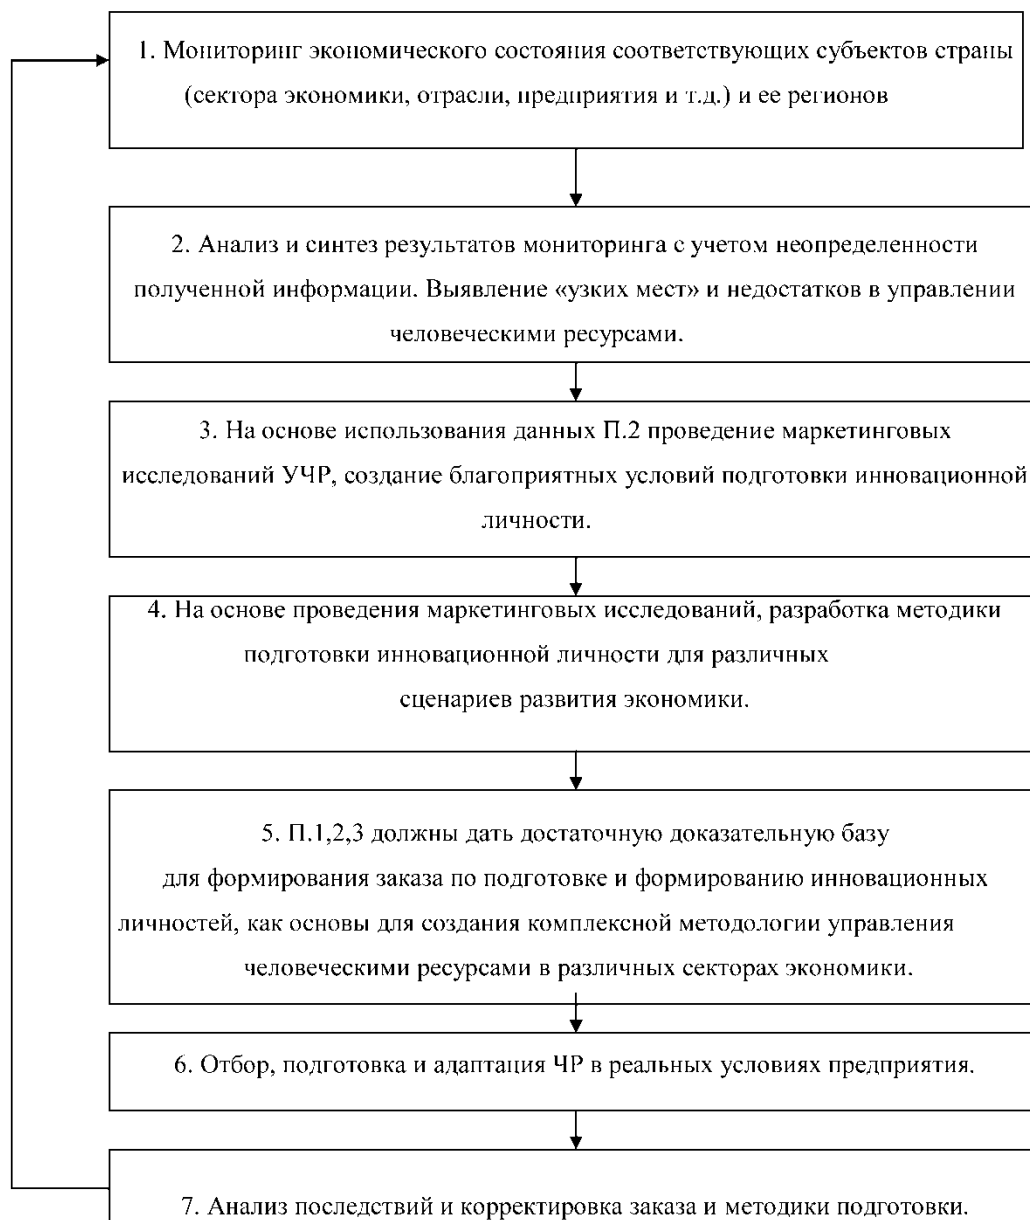 1. Мониторинг экономического состояния соответствующих субъектов страны
(сектора экономики, отрасли, предприятия и т.д.) и ее регионов
2. Анализ и синтез результатов мониторинга с учетом неопределенности
полученной информации. Выявление «узких мест» и недостатков в управлении
человеческими ресурсами.
3. На основе использования данных П.2 проведение маркетинговых
исследований УЧР, создание благоприятных условий подготовки инновационной
личности.
4. На основе проведения маркетинговых исследований, разработка методики
подготовки инновационной личности для различных
сценариев развития экономики.
5. П.1,2,3 должны дать достаточную доказательную базу
для формирования заказа по подготовке и формированию инновационных
личностей, как основы для создания комплексной методологии управления
человеческими ресурсами в различных секторах экономики.
6. Отбор, подготовка и адаптация ЧР в реальных условиях предприятия.
7. Анализ последствий и корректировка заказа и методики подготовки.